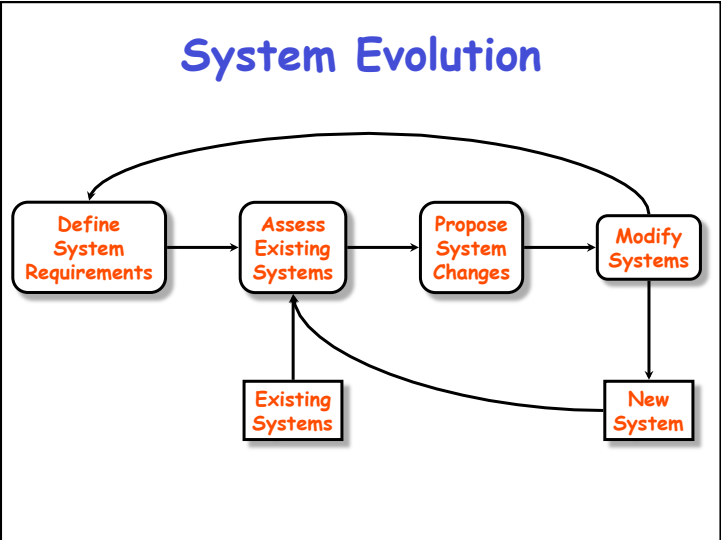 System Evolution
Define
System
Requirements
Assess
Existing
Systems
Propose
System
Changes
Modify
Systems
Existing
Systems
New
System